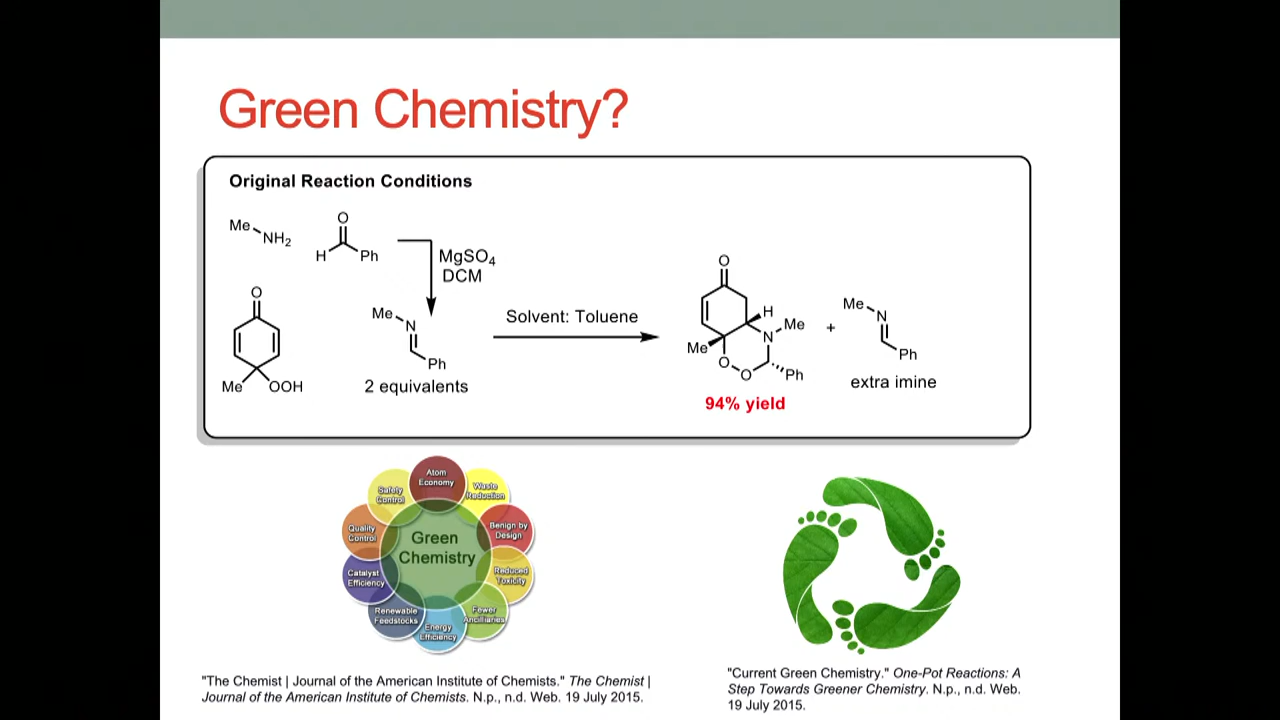 Green Chemistry?
Original Reaction Conditions
Me
NH2
O
H
Ph
MgSO4
DCM
O
Me
OOH
Me
N
Ph
2 equivalents
Solvent: Toluene
O
H
N
Me
Me
O
O
Ph
94% yield
+
Me
N
Ph
extra imine
Atom
Economy
Waste
Reduction
Benign by
Design
Reduced
Toxicity
Fewer
Ancillaries
Energy
Efficiency
Renewable
Feedstocks
Catalyst
Efficiency
Quality
Control
Safety
Control
Green
Chemistry
"The Chemist | Journal of the American Institute of Chemists." The Chemist |
Journal of the American Institute of Chemists. N.p., n.d. Web. 19 July 2015.
"Current Green Chemistry." One-Pot Reactions: A
Step Towards Greener Chemistry. N.p., n.d. Web.
19 July 2015.